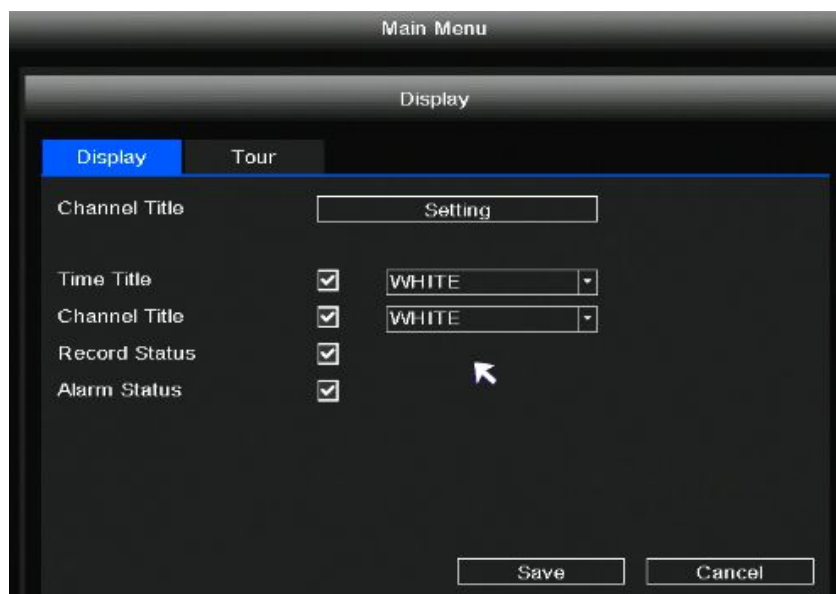 Main Menu
Display
Display Tour
Channel Title Setting
Time Title WHITE
Channel Title WHITE
Record Status
Alarm Status
Save Cancel